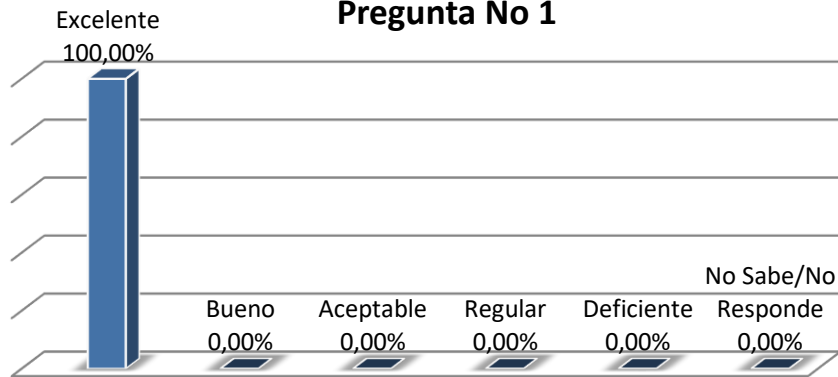 Pregunta No 1
Excelente
100,00%
Bueno
0,00%
Aceptable
0,00%
Regular
0,00%
Deficiente
0,00%
No Sabe/No
Responde
0,00%